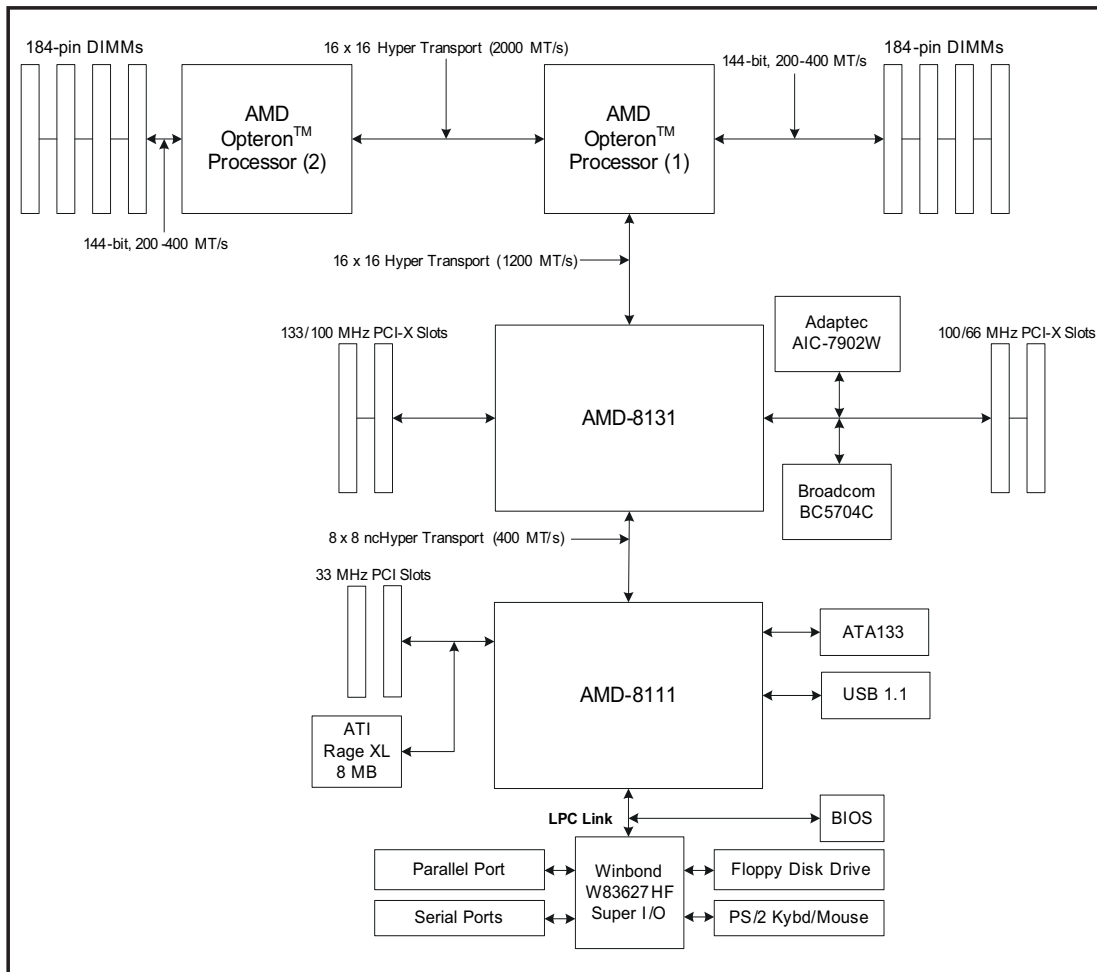 184-pin DIMMs
16 x 16 Hyper Transport (2000 MT/s)
184-pin DIMMs
144-bit, 200-400 MT/s
AMD
Opteron™
Processor (2)
AMD
Opteron™
Processor (1)
144-bit, 200-400 MT/s
16 x 16 Hyper Transport (1200 MT/s)
133/100 MHz PCI-X Slots
Adaptec
AIC-7902W
100/66 MHz PCI-X Slots
AMD-8131
Broadcom
BC5704C
8 x 8 ncHyper Transport (400 MT/s)
33 MHz PCI Slots
ATA133
AMD-8111
USB 1.1
ATI
Rage XL
8 MB
LPC Link
BIOS
Parallel Port
Winbond
W83627HF
Super I/O
Floppy Disk Drive
Serial Ports
PS/2 Kybd/Mouse